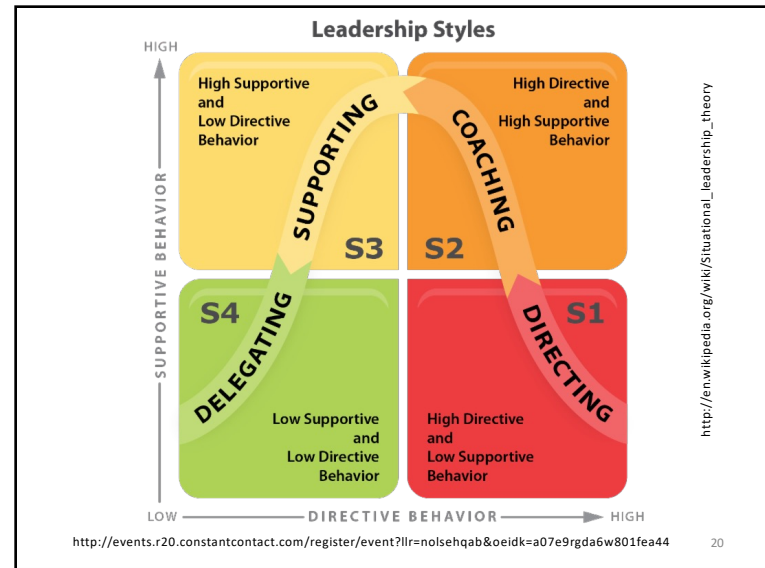 Leadership Styles
HIGH
High Supportive
and
Low Directive
Behavior
SUPPORTING
S3
High Directive
and
High Supportive
Behavior
COACHING
S2
SUPPORTIVE BEHAVIOR
S4
DELEGATING
Low Supportive
and
Low Directive
Behavior
S1
DIRECTING
High Directive
and
Low Supportive
Behavior
LOW
DIRECTIVE BEHAVIOR
HIGH
http://en.wikipedia.org/wiki/Situational_leadership_theory
http://events.r20.constantcontact.com/register/event?llr=nolsehqab&oeidk=a07e9rgda6w801fea44
20